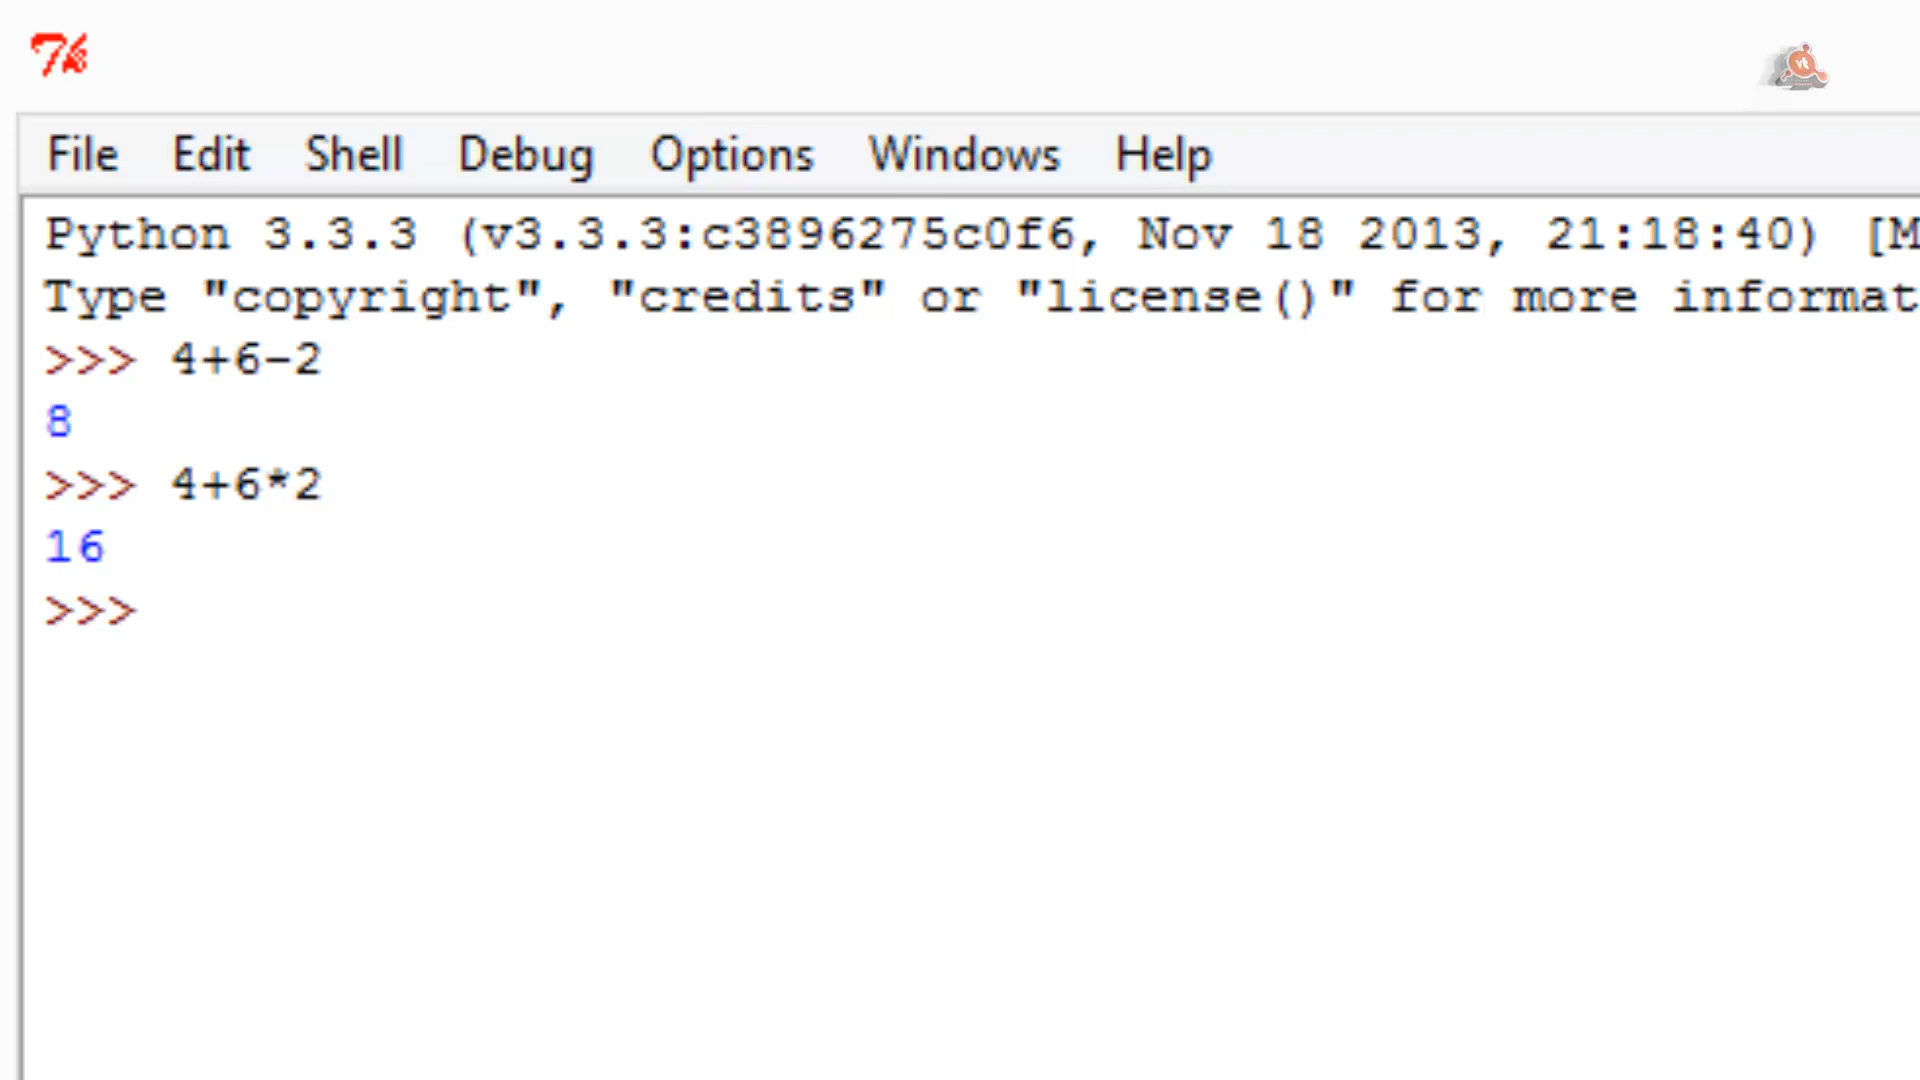 File Edit Shell Debug Options Windows Help
Python 3.3.3 (v3.3.3:c3896275c0f6, Nov 18 2013, 21:18:40) [M
Type "copyright", "credits" or "license()" for more informat
>>> 4+6-2
8
>>> 4+6*2
16
>>>